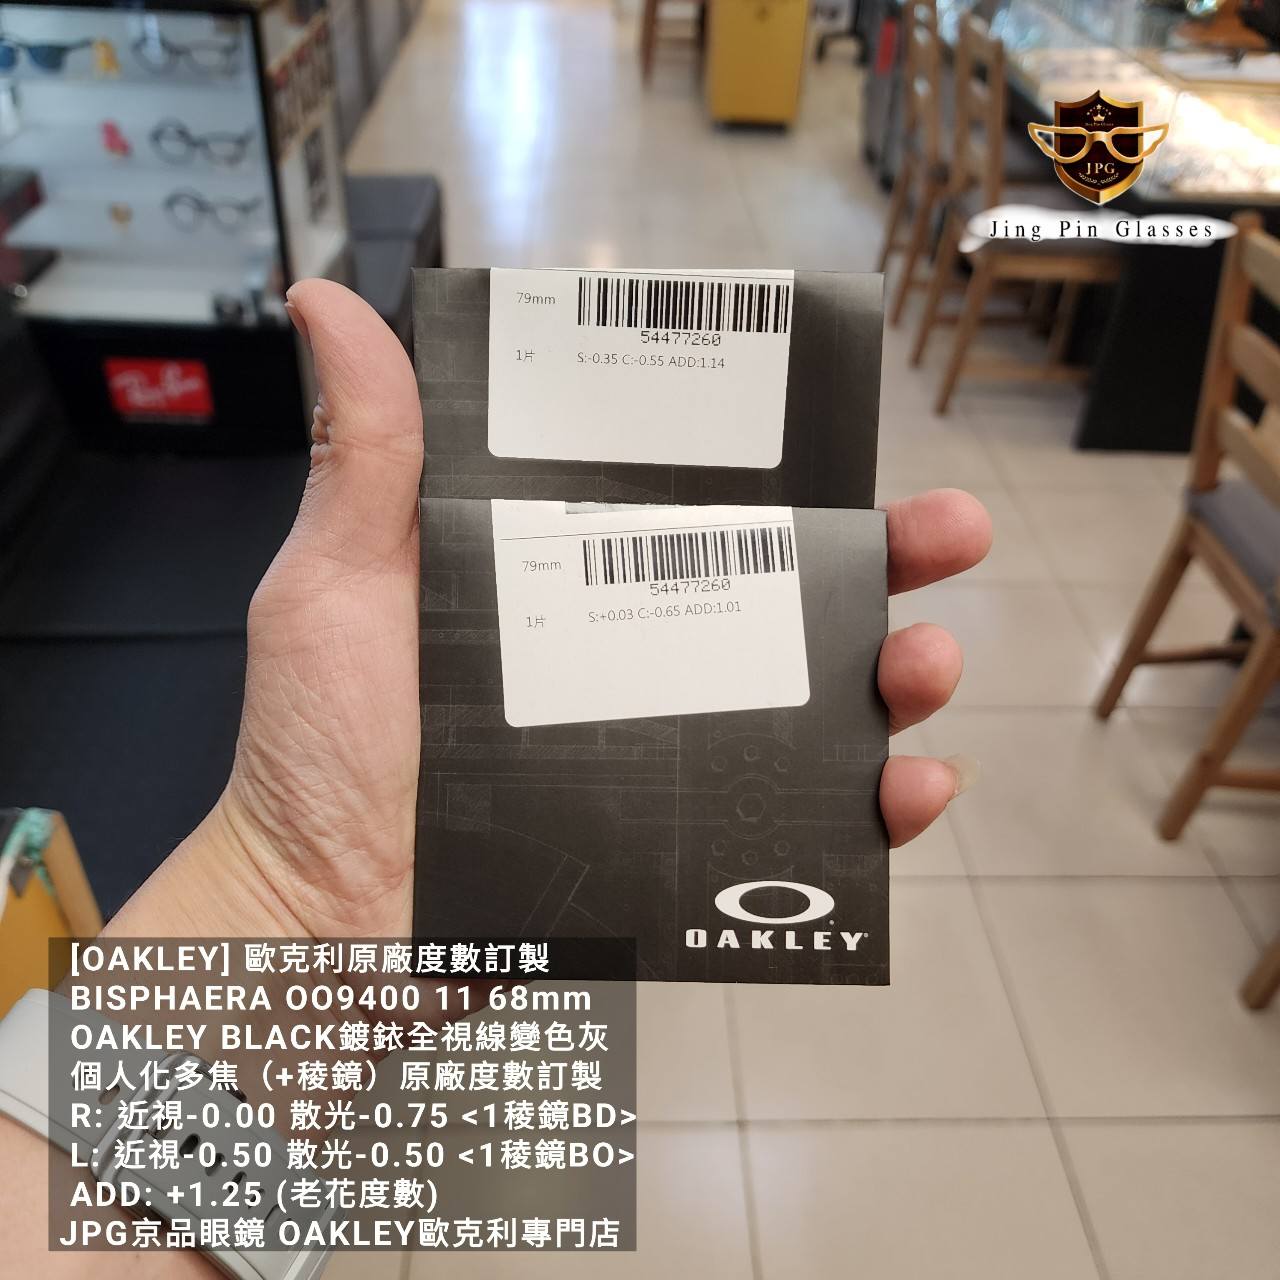 JPG
Jing Pin Glasses
79mm
54477260
1片 S:-0.35 C:-0.55 ADD:1.14
79mm
54477260
1片 S:+0.03 C:-0.65 ADD:1.01
Ray-Ban
OAKLEY
[OAKLEY] 歐克利原廠度數訂製
BISPHAERA OO9400 11 68mm
OAKLEY BLACK鍍銥全視線變色灰
個人化多焦（+稜鏡）原廠度數訂製
R: 近視-0.00 散光-0.75 <1稜鏡BD>
L: 近視-0.50 散光-0.50 <1稜鏡BO>
ADD: +1.25 (老花度數)
JPG京品眼鏡 OAKLEY歐克利專門店